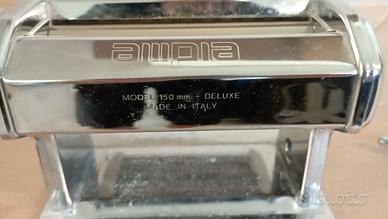 ampia
MODEL 150 mm - DELUXE
MADE IN ITALY
subito